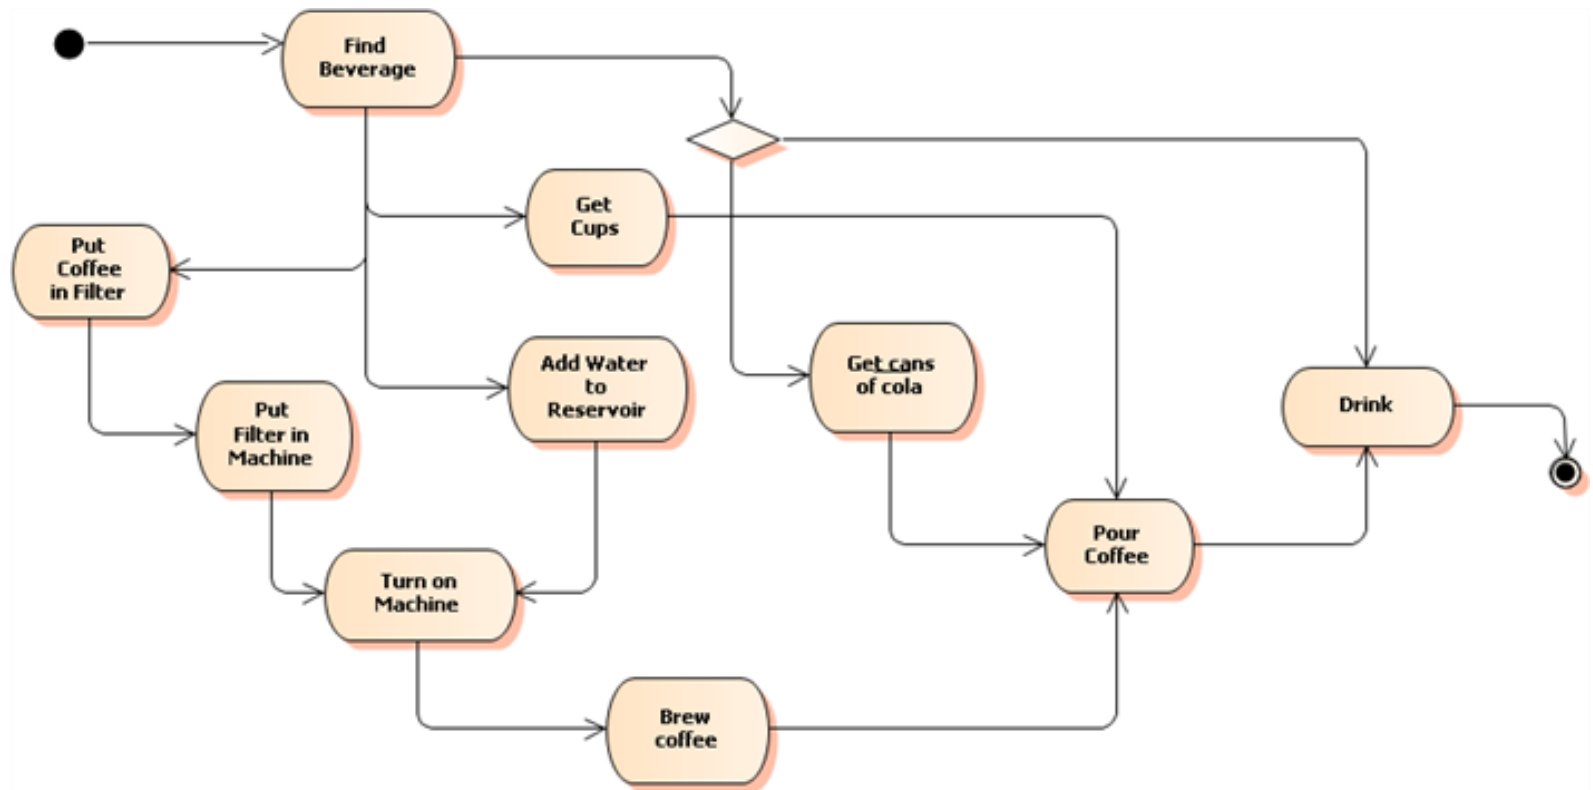 Find
Beverage
Get
Cups
Put
Coffee
in Filter
Add Water
to
Reservoir
Get cans
of cola
Drink
Put
Filter in
Machine
Pour
Coffee
Turn on
Machine
Brew
coffee